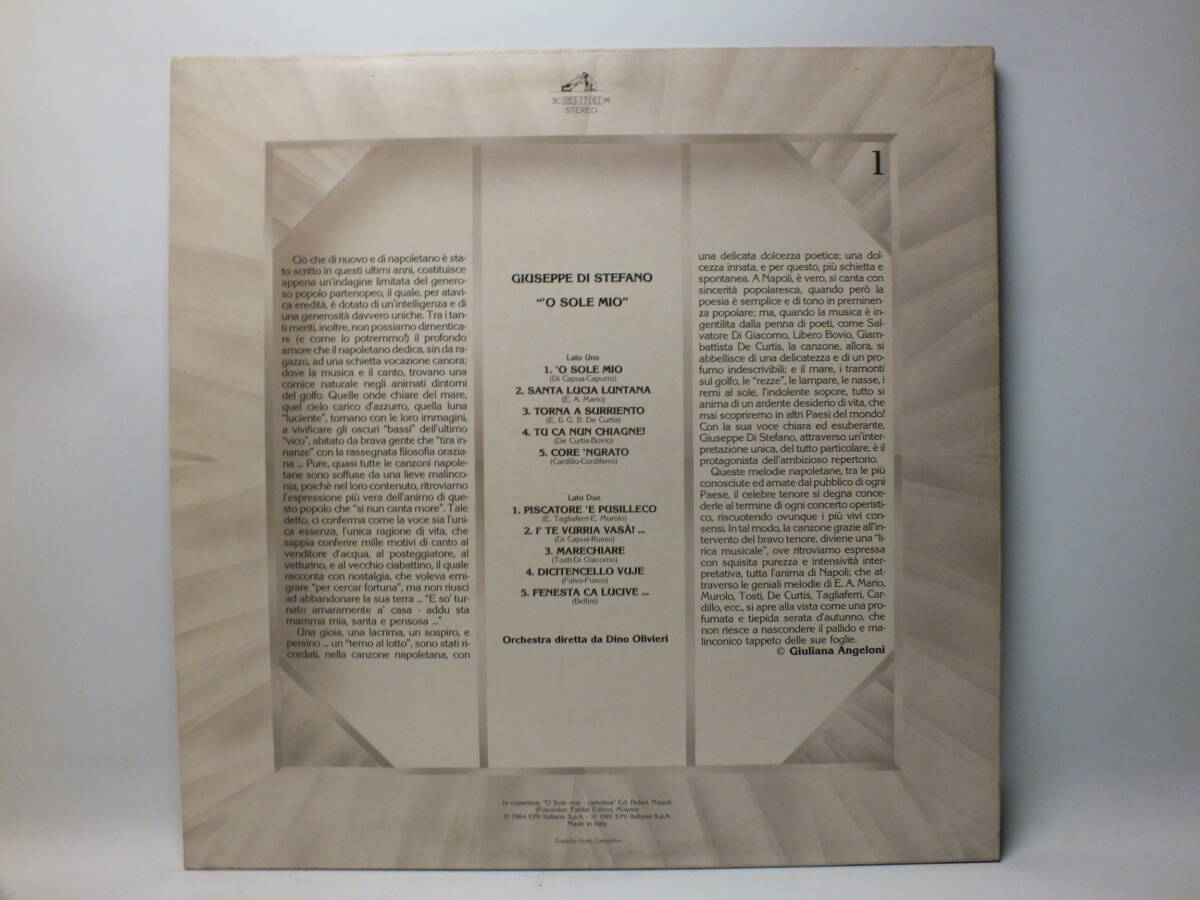 3C 053-17161 M
STEREO
1
Ciò che di nuovo e di napoletano è sta-
to scritto in questi ultimi anni, costituisce
appena un'indagine limitata del genero-
so popolo partenopeo, il quale, per atavi-
ca eredità, è dotato di un'intelligenza e di
una generosità davvero uniche. Tra i tan-
ti meriti, inoltre, non possiamo dimentica-
re (e come lo potremmo!) il profondo
amore che il napoletano dedica, sin da ra-
gazzo, ad una schietta vocazione canora;
dove la musica e il canto, trovano una
cornice naturale negli animati dintorni
del golfo. Quelle onde chiare del mare,
quel cielo carico d'azzurro, quella luna
"luciente", tornano con le loro immagini,
a vivificare gli oscuri "bassi" dell'ultimo
"vico", abitato da brava gente che "tira in-
nanze" con la rassegnata filosofia orazia-
na ... Pure, quasi tutte le canzoni napole-
tane sono soffuse da una lieve malinco-
nia, poichè nel loro contenuto, ritroviamo
l'espressione più vera dell'animo di que-
sto popolo che "si nun canta more". Tale
detto, ci conferma come la voce sia l'uni-
ca essenza, l'unica ragione di vita, che
sappia conferire mille motivi di canto al
venditore d'acqua, al posteggiatore, al
vetturino, e al vecchio ciabattino, il quale
racconta con nostalgia, che voleva emi-
grare "per cercar fortuna", ma non riuscì
ad abbandonare la sua terra ... "E so' tur-
nato amaramente a' casa - addu sta
mamma mia, santa e pensosa ..."
Una gioia, una lacrima, un sospiro, e
persino ... un "terno al lotto", sono stati ri-
cordati, nella canzone napoletana, con
GIUSEPPE DI STEFANO
"'O SOLE MIO"
Lato Uno
1. 'O SOLE MIO
(Di Capua-Capurro)
2. SANTA LUCIA LUNTANA
(E. A. Mario)
3. TORNA A SURRIENTO
(E. & G. B. De Curtis)
4. TU CA NUN CHIAGNE!
(De Curtis-Bovio)
5. CORE 'NGRATO
(Cardillo-Cordiferro)
Lato Due
1. PISCATORE 'E PUSILLECO
(E. Tagliaferri-E. Murolo)
2. I' TE VURRIA VASÀ! ...
(Di Capua-Russo)
3. MARECHIARE
(Tosti-Di Giacomo)
4. DICITENCELLO VUJE
(Falvo-Fusco)
5. FENESTA CA LUCIVE ...
(Bellini)
Orchestra diretta da Dino Olivieri
una delicata dolcezza poetica; una dol-
cezza innata, e per questo, più schietta e
spontanea. A Napoli, è vero, si canta con
sincerità popolaresca, quando però la
poesia è semplice e di tono in preminen-
za popolare; ma, quando la musica è in-
gentilita dalla penna di poeti, come Sal-
vatore Di Giacomo, Libero Bovio, Giam-
battista De Curtis, la canzone, allora, si
abbellisce di una delicatezza e di un pro-
fumo indescrivibili; e il mare, i tramonti
sul golfo, le "rezze", le lampare, le nasse, i
remi al sole, l'indolente sopore, tutto si
anima di un ardente desiderio di vita, che
mai scopriremo in altri Paesi del mondo!
Con la sua voce chiara ed esuberante,
Giuseppe Di Stefano, attraverso un'inter-
pretazione unica, del tutto particolare, è il
protagonista dell'ambizioso repertorio.
Queste melodie napoletane, tra le più
conosciute ed amate dal pubblico di ogni
Paese, il celebre tenore si degna conce-
derle al termine di ogni concerto operisti-
co, riscuotendo ovunque i più vivi con-
sensi. In tal modo, la canzone grazie all'in-
tervento del bravo tenore, diviene una "li-
rica musicale", ove ritroviamo espressa
con squisita purezza e intensività inter-
pretativa, tutta l'anima di Napoli; che at-
traverso le geniali melodie di E. A. Mario,
Murolo, Tosti, De Curtis, Tagliaferri, Car-
dillo, ecc., si apre alla vista come una pro-
fumata e tiepida serata d'autunno, che
non riesce a nascondere il pallido e ma-
linconico tappeto delle sue foglie.
© Giuliana Angeloni
In copertina: "O Sole mio - cartolina" Ed. Bideri, Napoli
(Fotocolor: Fabbri Editori, Milano)
℗ 1964 EMI Italiana S.p.A. - © 1981 EMI Italiana S.p.A.
Made in Italy